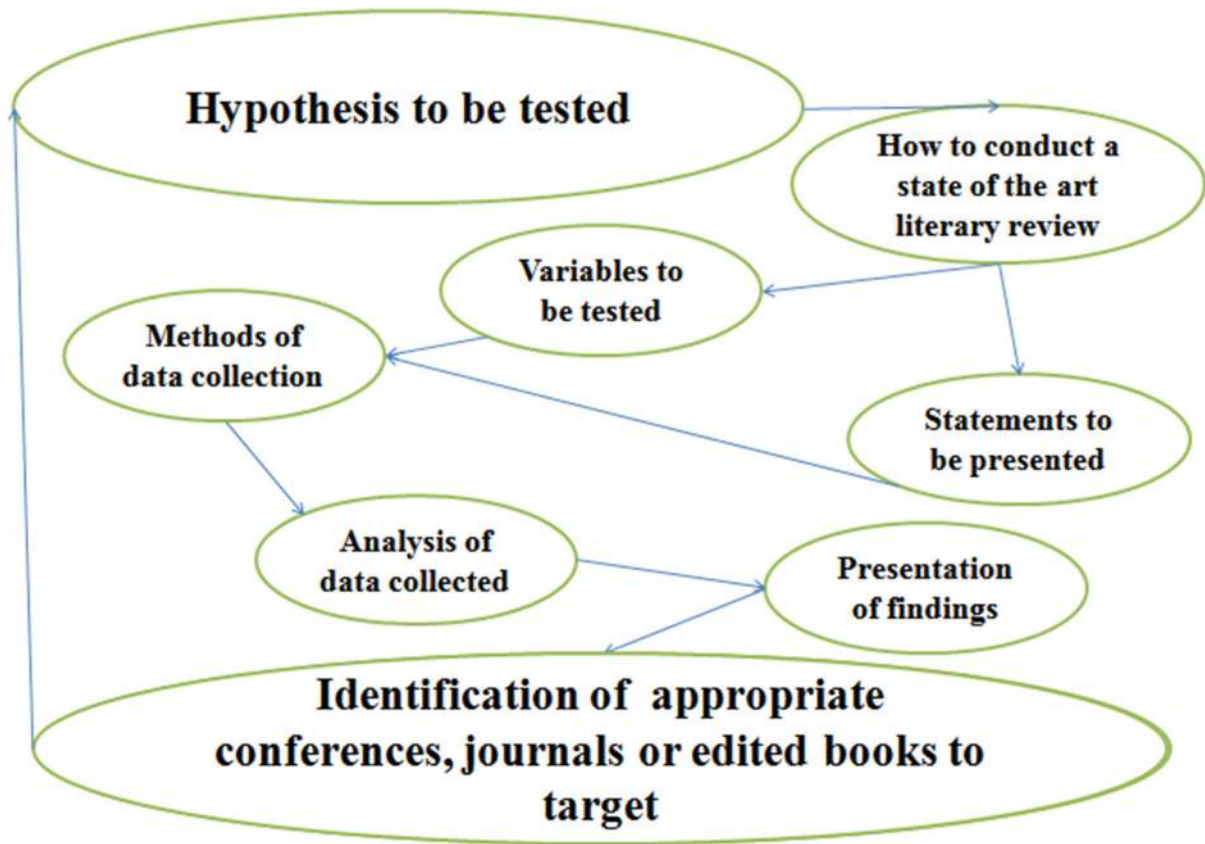 Hypothesis to be tested
How to conduct a
state of the art
literary review
Variables to
be tested
Methods of
data collection
Statements to
be presented
Analysis of
data collected
Presentation
of findings
Identification of appropriate
conferences, journals or edited books to
target